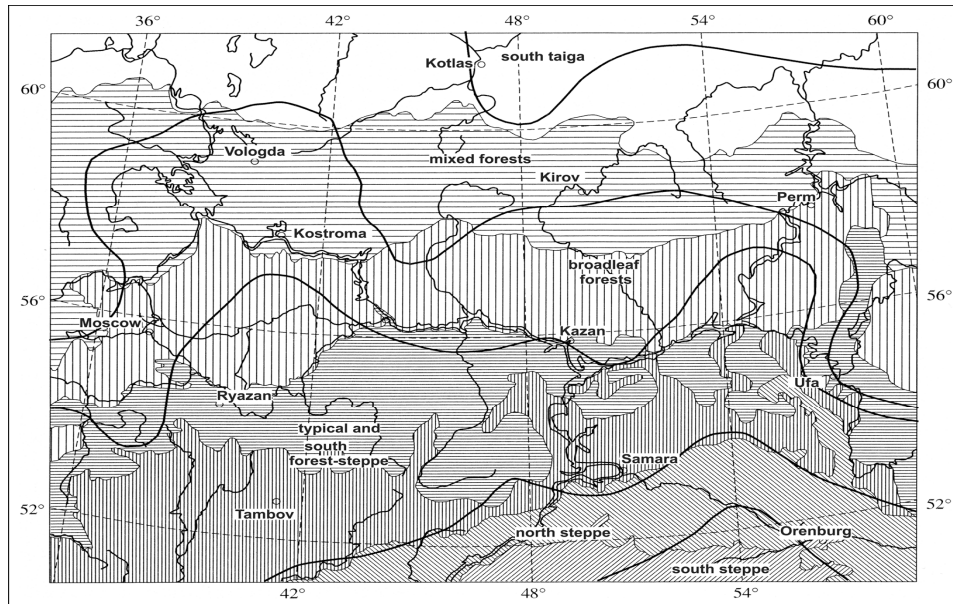 36° 42° 48° 54° 60°
Kotlas south taiga
60° 60°
Vologda
mixed forests
Kirov
Perm
Kostroma
broadleaf
forests
56° 56°
Moscow
Kazan
Ufa
Ryazan
typical and
south
forest-steppe
Samara
52° 52°
Tambov
north steppe
Orenburg
south steppe
42° 48° 54°